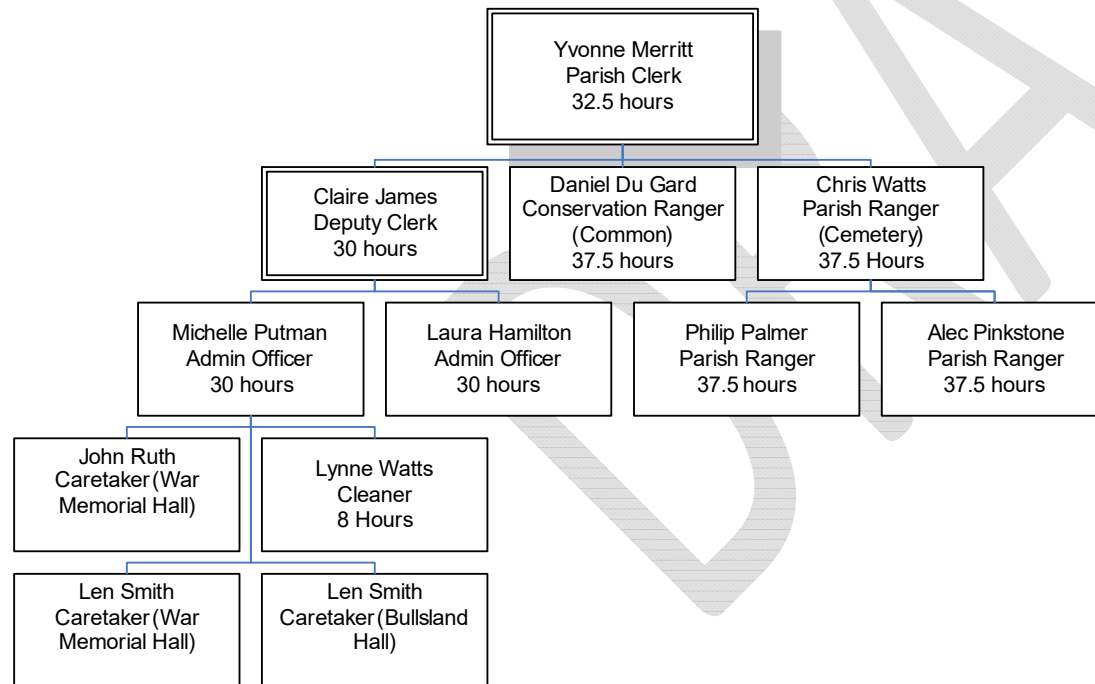 Yvonne Merritt
Parish Clerk
32.5 hours
Claire James
Deputy Clerk
30 hours
Daniel Du Gard
Conservation Ranger
(Common)
37.5 hours
Chris Watts
Parish Ranger
(Cemetery)
37.5 Hours
Michelle Putman
Admin Officer
30 hours
Laura Hamilton
Admin Officer
30 hours
Philip Palmer
Parish Ranger
37.5 hours
Alec Pinkstone
Parish Ranger
37.5 hours
John Ruth
Caretaker (War
Memorial Hall)
Lynne Watts
Cleaner
8 Hours
Len Smith
Caretaker (War
Memorial Hall)
Len Smith
Caretaker (Bullsland
Hall)